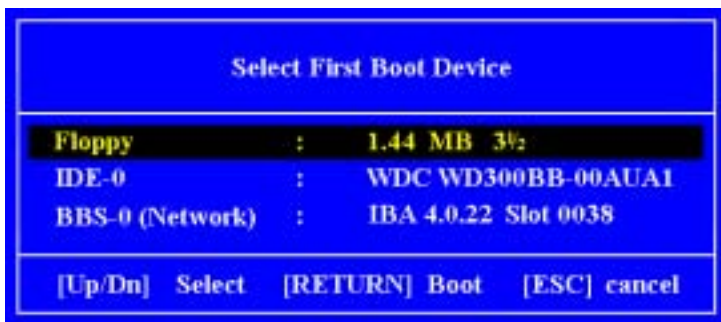 Select First Boot Device
Floppy : 1.44 MB 3½
IDE-0 : WDC WD300BB-00AUA1
BBS-0 (Network) : IBA 4.0.22 Slot 0038
[Up/Dn] Select [RETURN] Boot [ESC] cancel